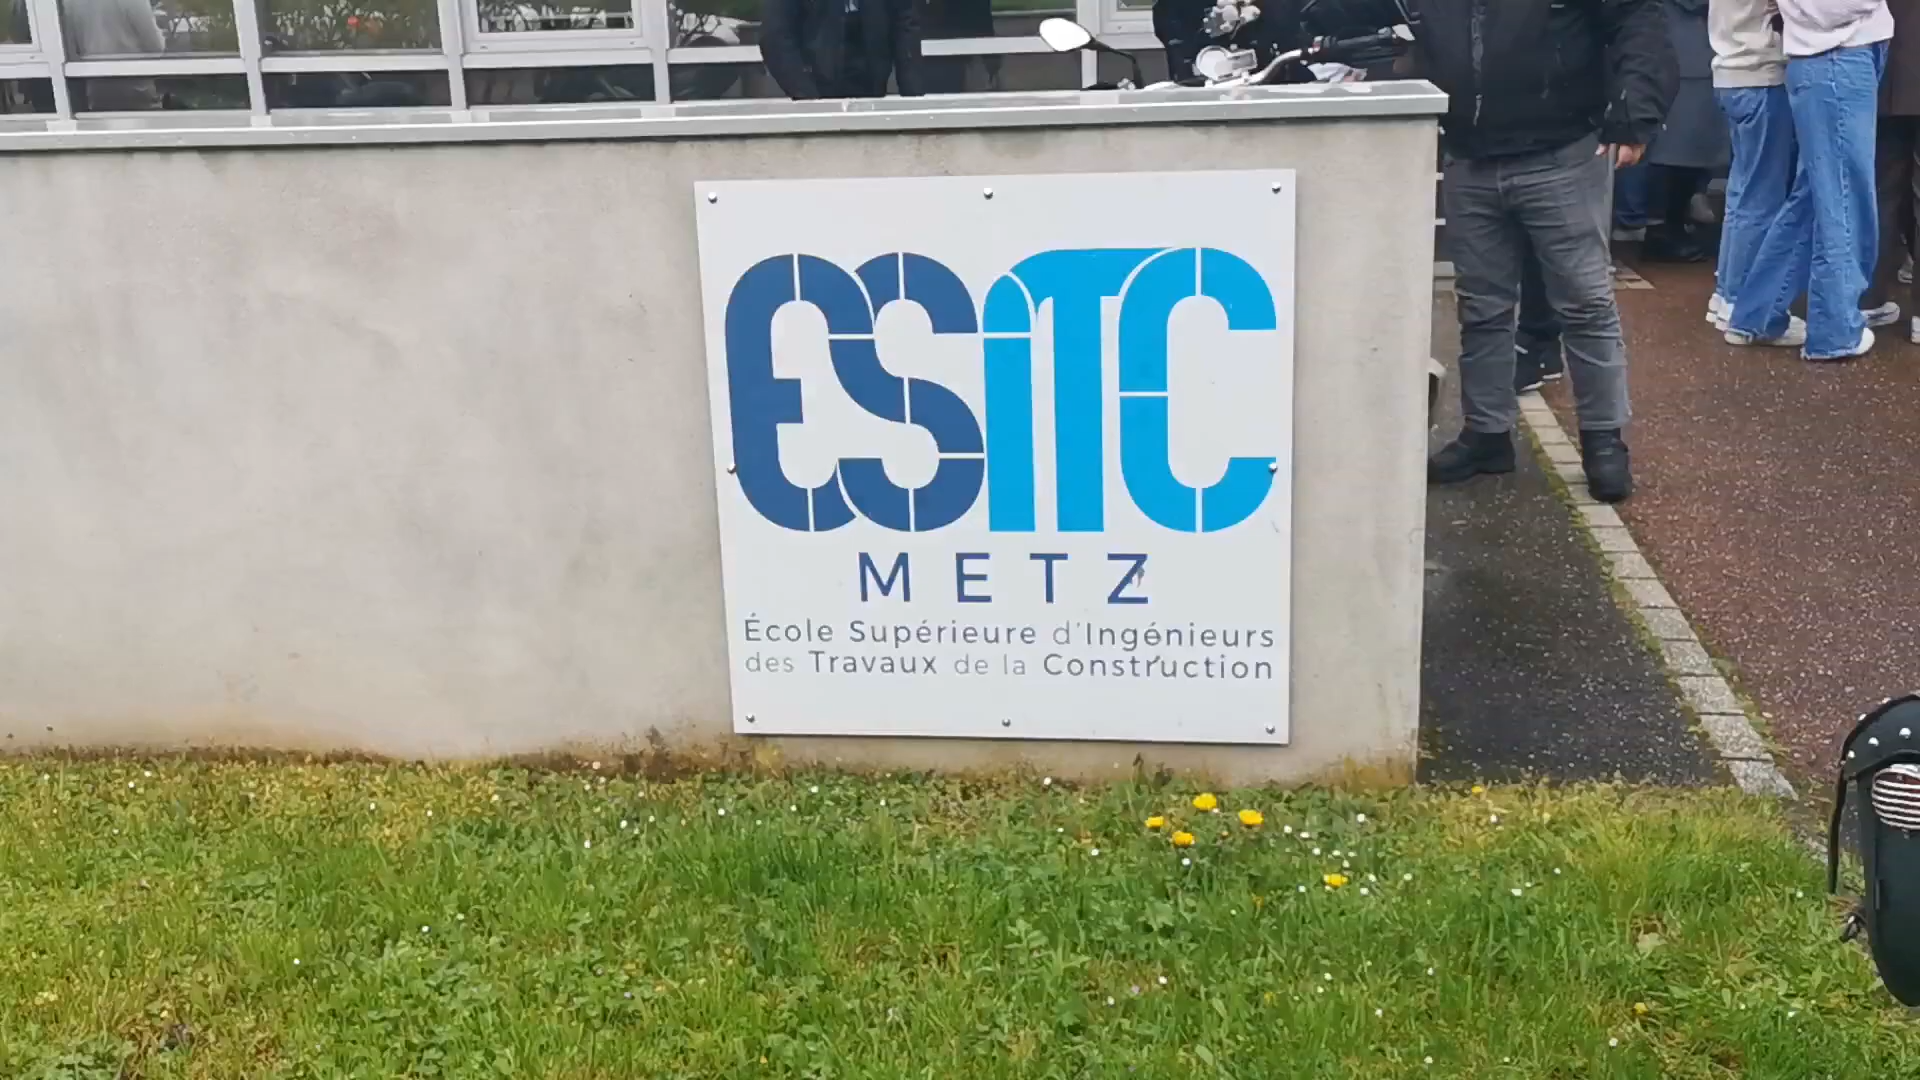 ESiTC
METZ
École Supérieure d'Ingénieurs
des Travaux de la Construction